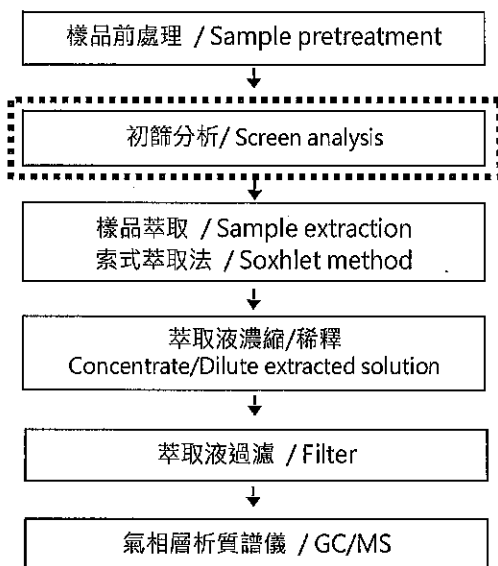 樣品前處理 / Sample pretreatment
初篩分析/ Screen analysis
樣品萃取 / Sample extraction
索式萃取法 / Soxhlet method
萃取液濃縮/稀釋
Concentrate/Dilute extracted solution
萃取液過濾 / Filter
氣相層析質譜儀 / GC/MS